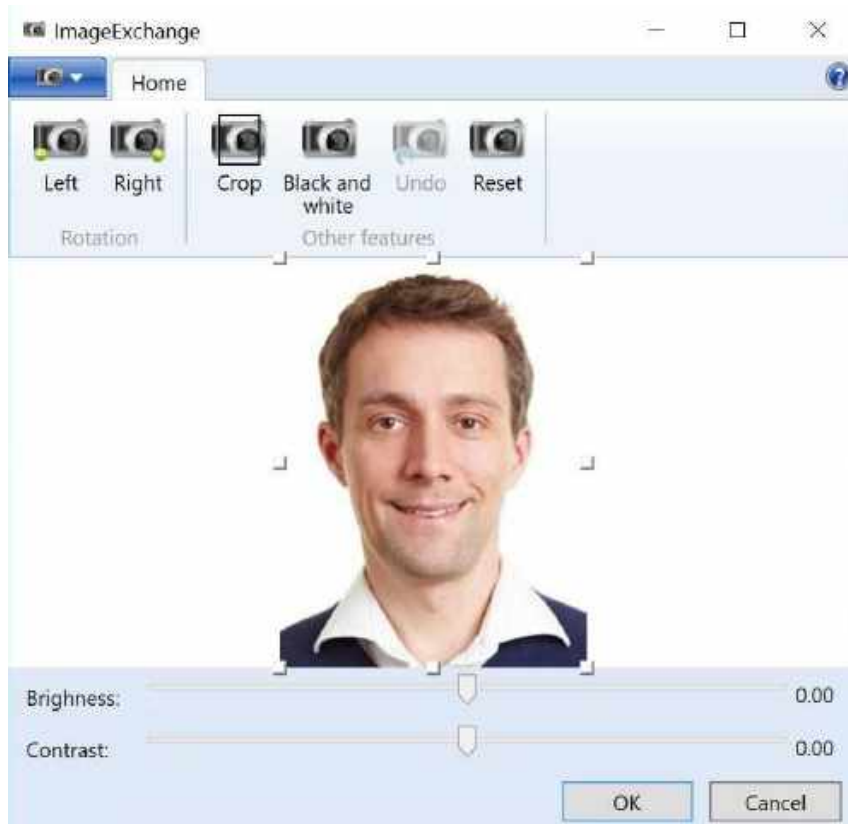 ImageExchange
Home
Left Right Crop Black and white Undo Reset
Rotation Other features
Brighness: 0.00
Contrast: 0.00
OK Cancel